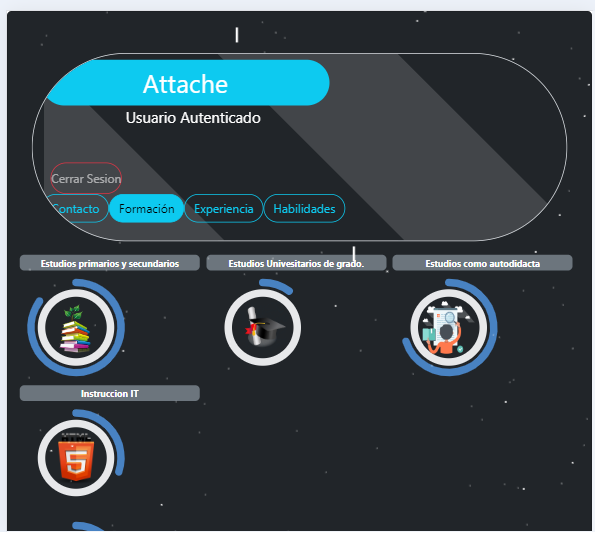 Attache
Usuario Autenticado
Cerrar Sesion
Contacto Formación Experiencia Habilidades
Estudios primarios y secundarios Estudios Univesitarios de grado. Estudios como autodidacta
Instruccion IT
HTML
5